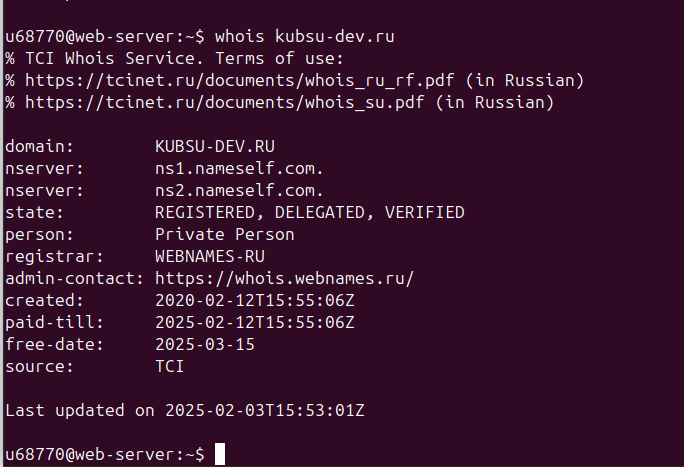 u68770@web-server:~$ whois kubsu-dev.ru
% TCI Whois Service. Terms of use:
% https://tcinet.ru/documents/whois_ru_rf.pdf (in Russian)
% https://tcinet.ru/documents/whois_su.pdf (in Russian)

domain:        KUBSU-DEV.RU
nserver:       ns1.nameself.com.
nserver:       ns2.nameself.com.
state:         REGISTERED, DELEGATED, VERIFIED
person:        Private Person
registrar:     WEBNAMES-RU
admin-contact: https://whois.webnames.ru/
created:       2020-02-12T15:55:06Z
paid-till:     2025-02-12T15:55:06Z
free-date:     2025-03-15
source:        TCI

Last updated on 2025-02-03T15:53:01Z

u68770@web-server:~$